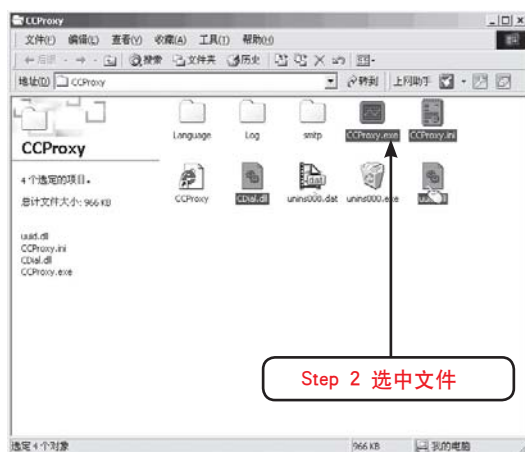 CCProxy
文件(F) 编辑(E) 查看(V) 收藏(A) 工具(T) 帮助(H)
后退 搜索 文件夹 历史
地址(D) CCProxy 转到 上网助手
Language Log smtp CCProxy.exe CCProxy.ini
CCProxy
CCProxy CDial.dll unins000.dat unins000.exe
4 个选定的项目。
总计文件大小: 966 KB
uuid.dll
CCProxy.ini
CDial.dll
CCProxy.exe
Step 2 选中文件
选定 4 个对象 966 KB 我的电脑